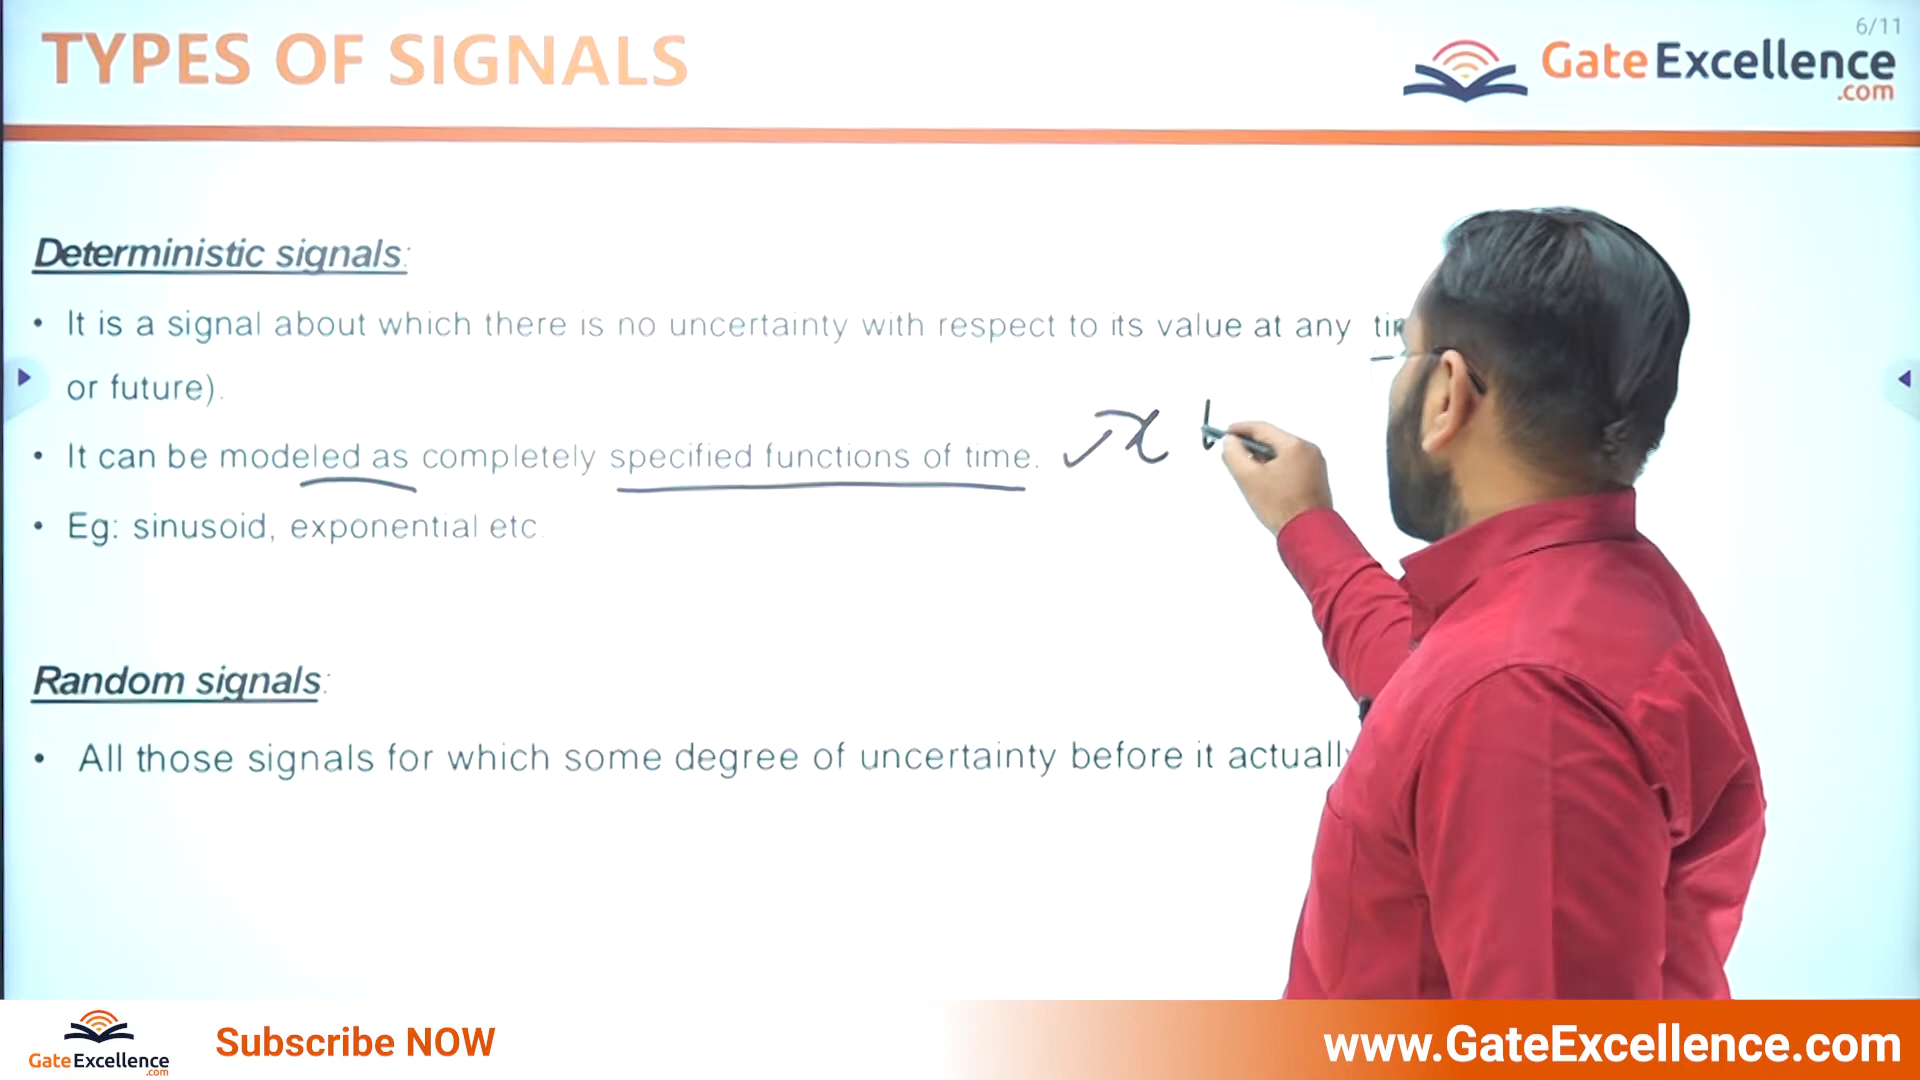 6/11
TYPES OF SIGNALS
GateExcellence
.com
Deterministic signals:
• It is a signal about which there is no uncertainty with respect to its value at any
or future).
• It can be modeled as completely specified functions of time. ✓ x
• Eg: sinusoid, exponential etc.
Random signals:
• All those signals for which some degree of uncertainty before it
GateExcellence
.com
Subscribe NOW
www.GateExcellence.com